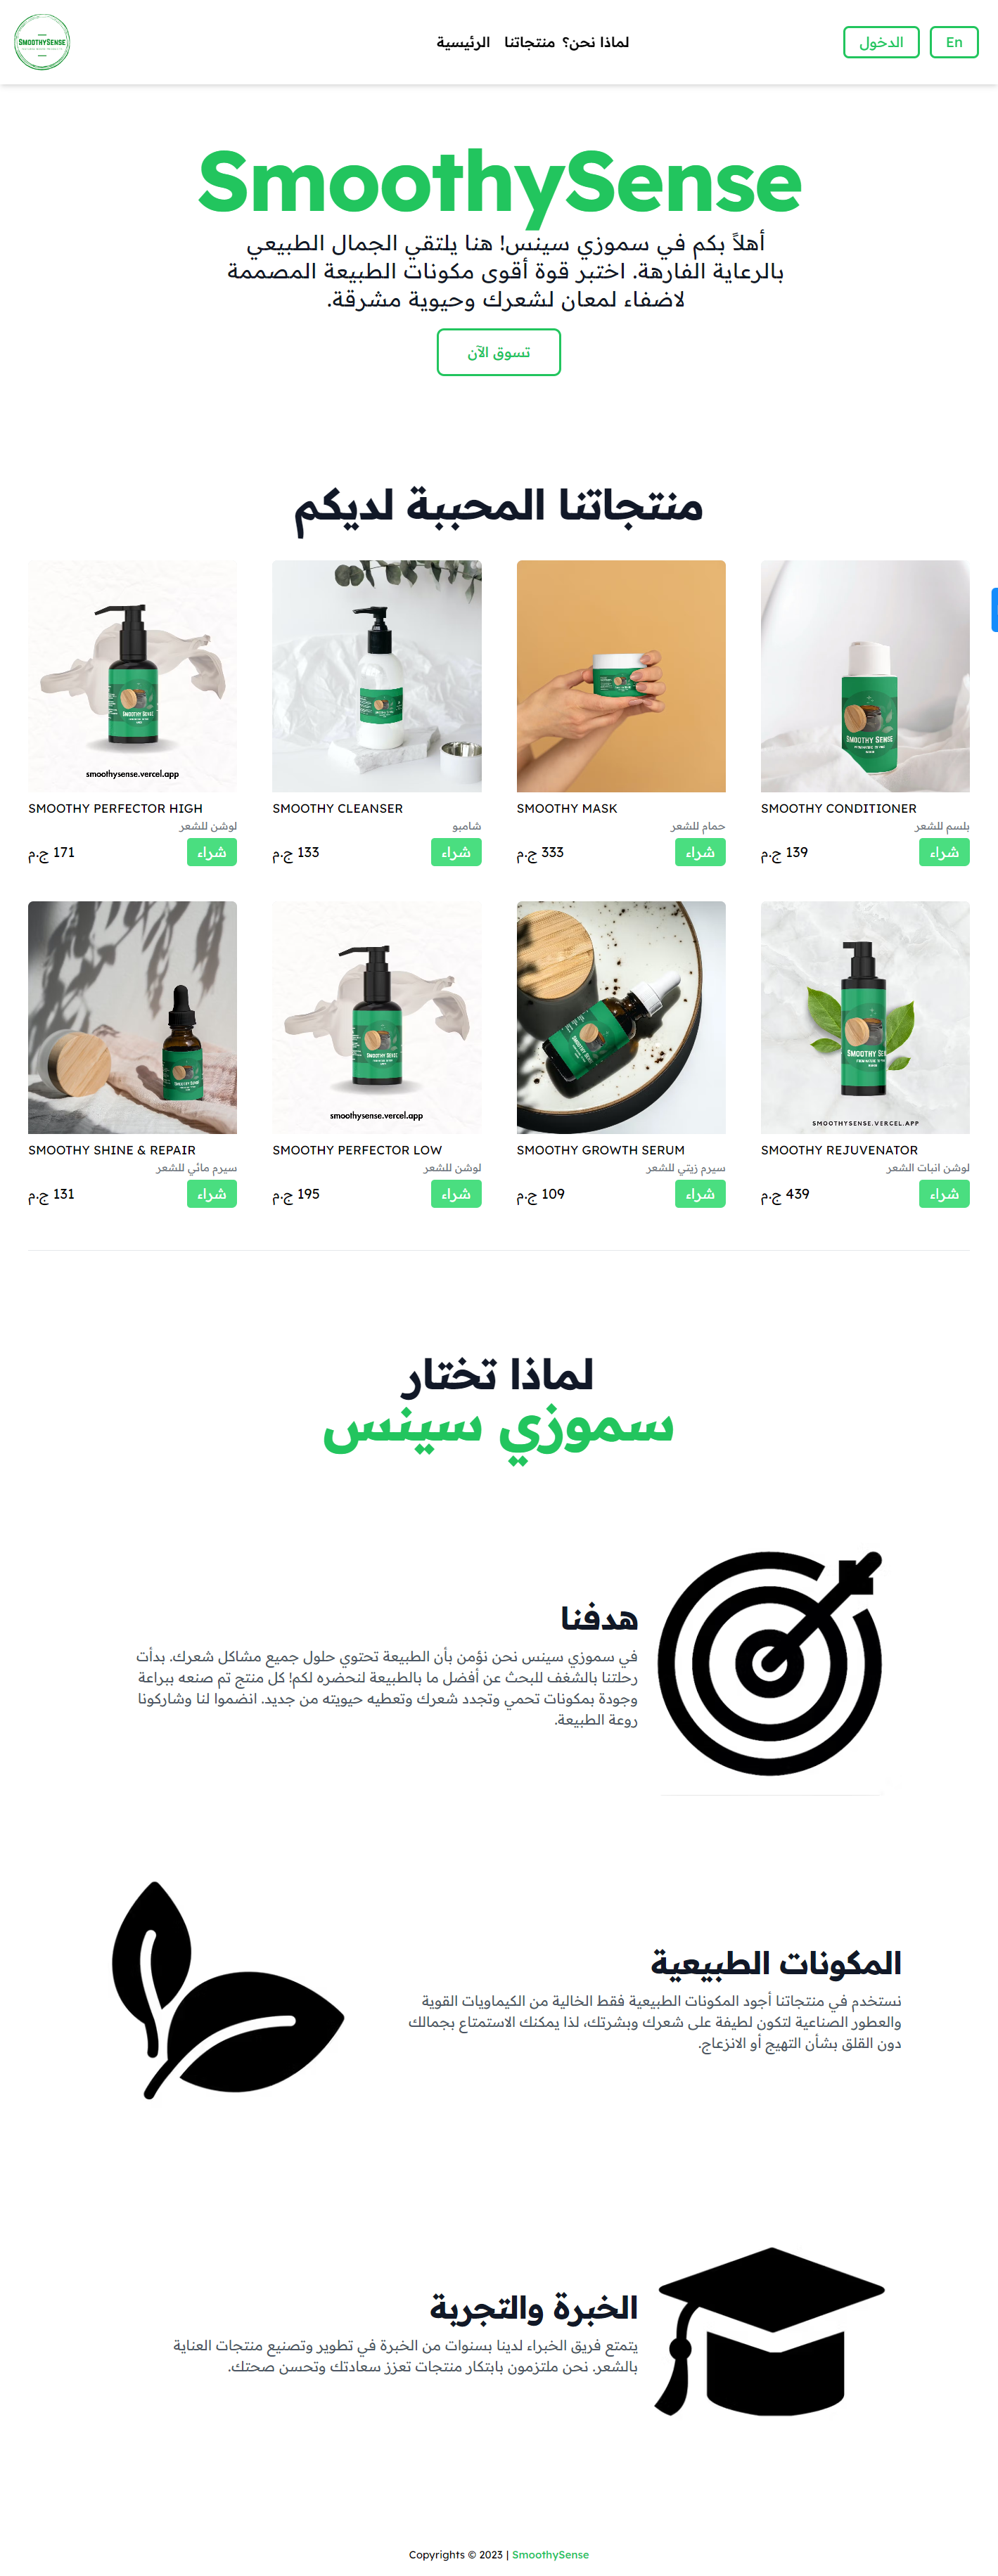 SMOOTHYSENSE
الرئيسية
منتجاتنا
لماذا نحن؟
الدخول
En
SmoothySense
أهلاً بكم في سموزي سينس! هنا يلتقي الجمال الطبيعي
بالرعاية الفارهة. اختبر قوة أقوى مكونات الطبيعة المصممة
لاضفاء لمعان لشعرك وحيوية مشرقة.
تسوق الآن
منتجاتنا المحببة لديكم
smoothysense.vercel.app
SMOOTHY PERFECTOR HIGH
لوشن للشعر
171 ج.م
شراء
SMOOTHY CLEANSER
شامبو
133 ج.م
شراء
SMOOTHY MASK
حمام للشعر
333 ج.م
شراء
SMOOTHY SENSE
SMOOTHY CONDITIONER
بلسم للشعر
139 ج.م
شراء
SMOOTHY SHINE & REPAIR
سيرم مائي للشعر
131 ج.م
شراء
smoothysense.vercel.app
SMOOTHY PERFECTOR LOW
لوشن للشعر
195 ج.م
شراء
SMOOTHY GROWTH SERUM
سيرم زيتي للشعر
109 ج.م
شراء
SMOOTHYSENSE.VERCEL.APP
SMOOTHY REJUVENATOR
لوشن انبات الشعر
439 ج.م
شراء
لماذا تختار
سموزي سينس
هدفنا
في سموزي سينس نحن نؤمن بأن الطبيعة تحتوي حلول جميع مشاكل شعرك. بدأت
رحلتنا بالشغف للبحث عن أفضل ما بالطبيعة لنحضره لكم! كل منتج تم صنعه ببراعة
وجودة بمكونات تحمي وتجدد شعرك وتعطيه حيويته من جديد. انضموا لنا وشاركونا
روعة الطبيعة.
المكونات الطبيعية
نستخدم في منتجاتنا أجود المكونات الطبيعية فقط الخالية من الكيماويات القوية
والعطور الصناعية لتكون لطيفة على شعرك وبشرتك، لذا يمكنك الاستمتاع بجمالك
دون القلق بشأن التهيج أو الانزعاج.
الخبرة والتجربة
يتمتع فريق الخبراء لدينا بسنوات من الخبرة في تطوير وتصنيع منتجات العناية
بالشعر. نحن ملتزمون بابتكار منتجات تعزز سعادتك وتحسن صحتك.
Copyrights © 2023 | SmoothySense